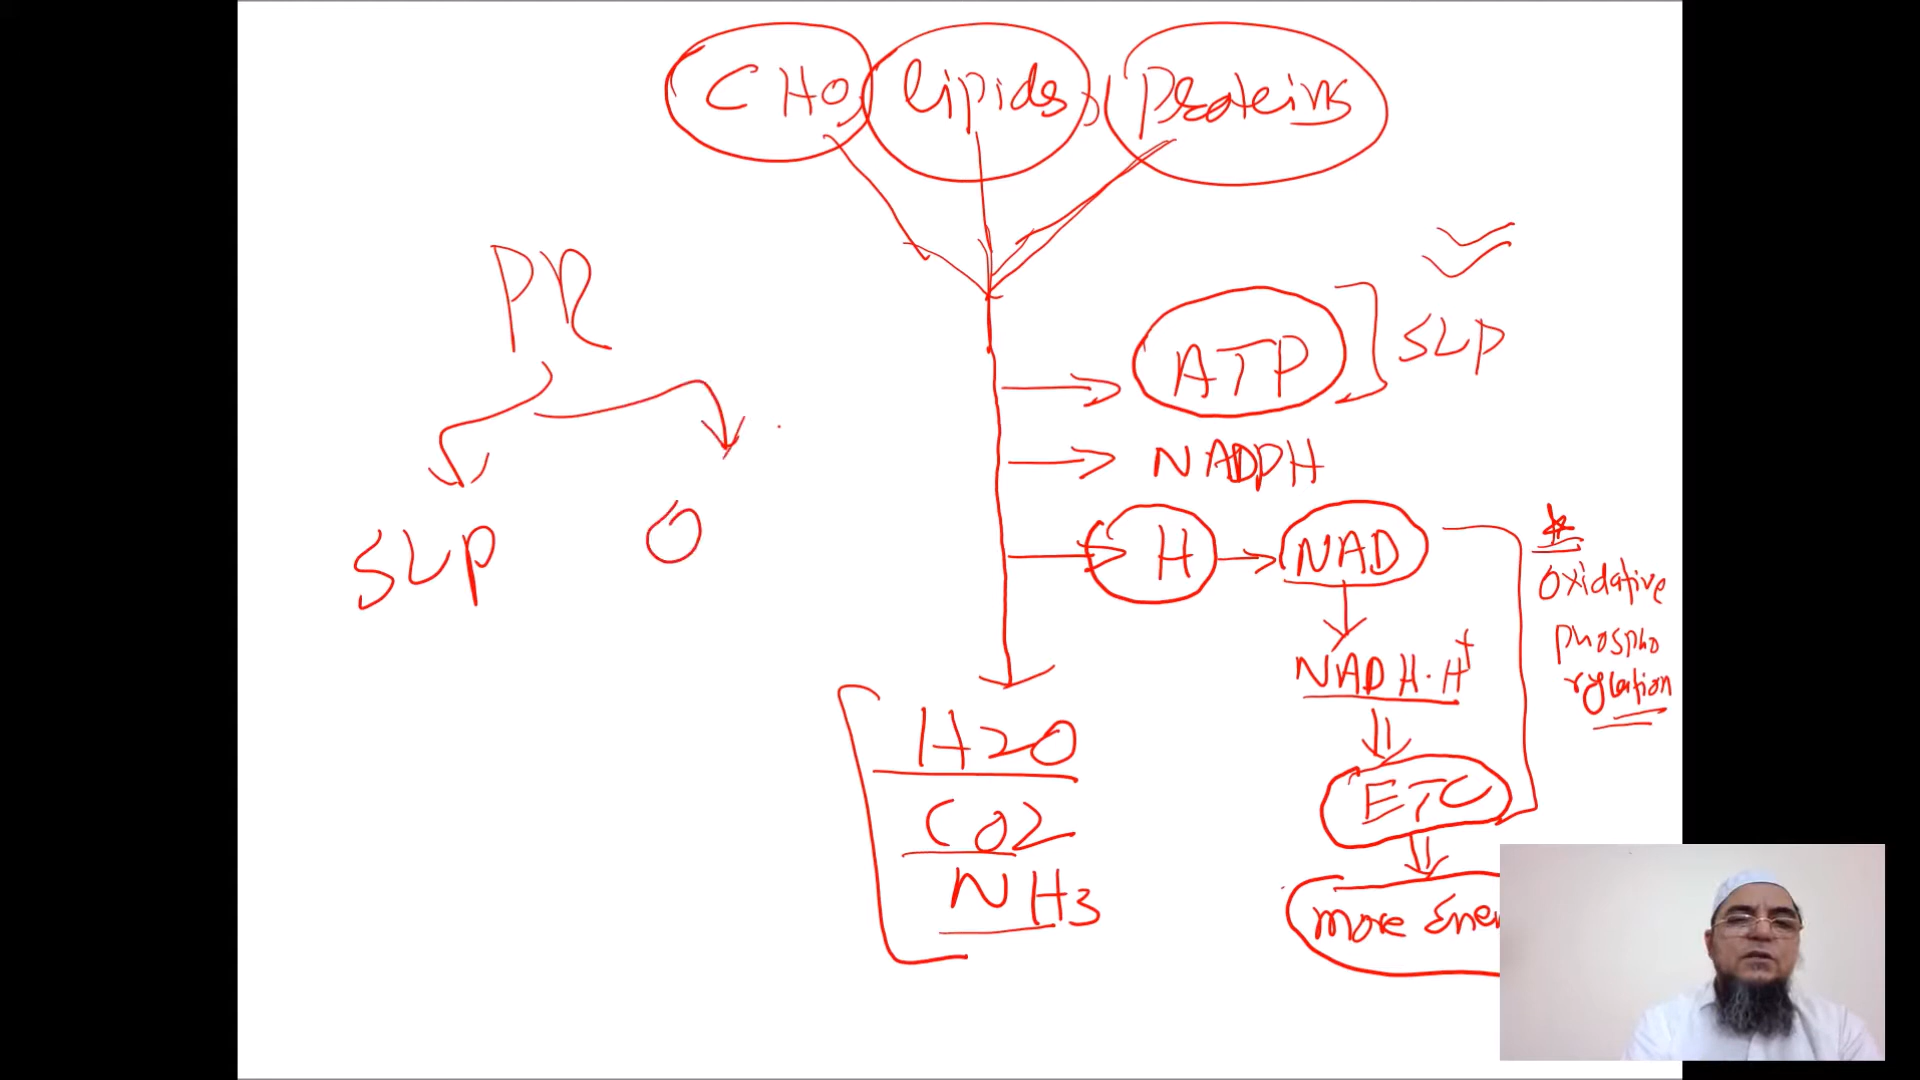 CHO, lipids, Proteins
PR
SLP
O
ATP
SLP
NADPH
H
NAD
NADH.H+
ETC
Oxidative
phospho
rylation
H2O
CO2
NH3
more Ener